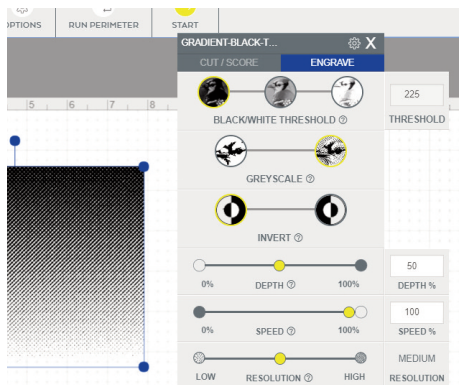 OPTIONS
RUN PERIMETER
START
GRADIENT-BLACK-T... X
CUT / SCORE
ENGRAVE
5 6 7 8
225
BLACK/WHITE THRESHOLD ?
THRESHOLD
GREYSCALE ?
INVERT ?
50
0% DEPTH ? 100%
DEPTH %
100
0% SPEED ? 100%
SPEED %
MEDIUM
LOW RESOLUTION ? HIGH
RESOLUTION